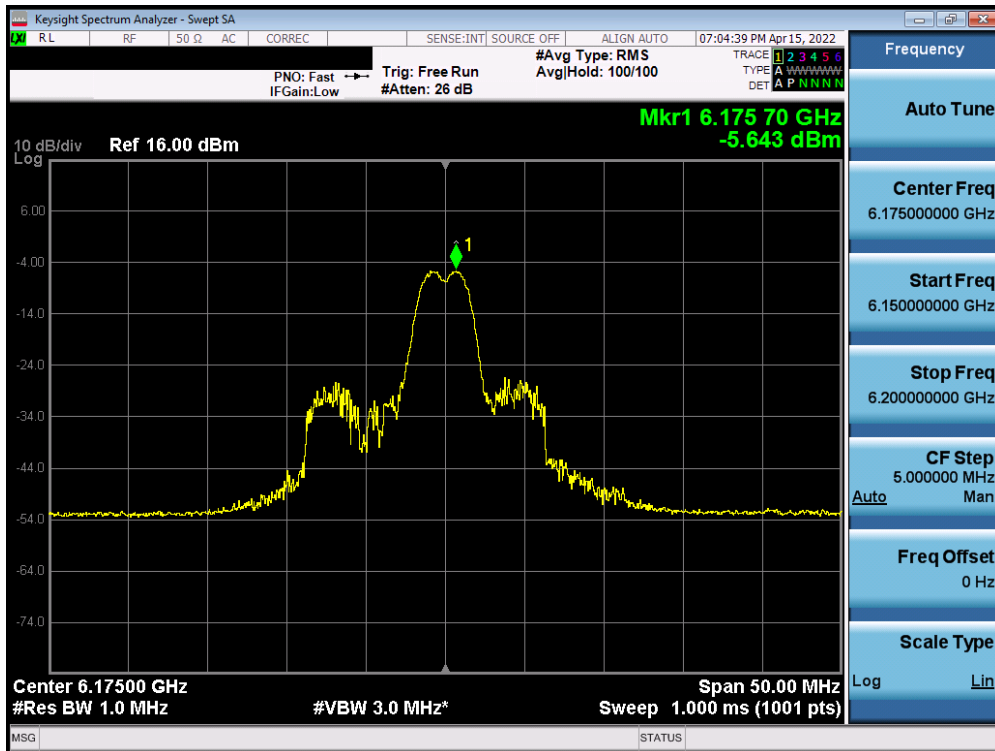 Keysight Spectrum Analyzer - Swept SA
LXI RL RF 50 Ω AC CORREC SENSE:INT SOURCE OFF ALIGN AUTO 07:04:39 PM Apr 15, 2022
PNO: Fast
IFGain:Low
Trig: Free Run
#Atten: 26 dB
#Avg Type: RMS
Avg|Hold: 100/100
TRACE 1 2 3 4 5 6
TYPE A WWWWW
DET A P N N N N
Mkr1 6.175 70 GHz
-5.643 dBm
10 dB/div Ref 16.00 dBm
Log
1
6.00
-4.00
-14.0
-24.0
-34.0
-44.0
-54.0
-64.0
-74.0
Center 6.17500 GHz Span 50.00 MHz
#Res BW 1.0 MHz #VBW 3.0 MHz* Sweep 1.000 ms (1001 pts)
MSG STATUS
Frequency
Auto Tune
Center Freq
6.175000000 GHz
Start Freq
6.150000000 GHz
Stop Freq
6.200000000 GHz
CF Step
5.000000 MHz
Auto Man
Freq Offset
0 Hz
Scale Type
Log Lin